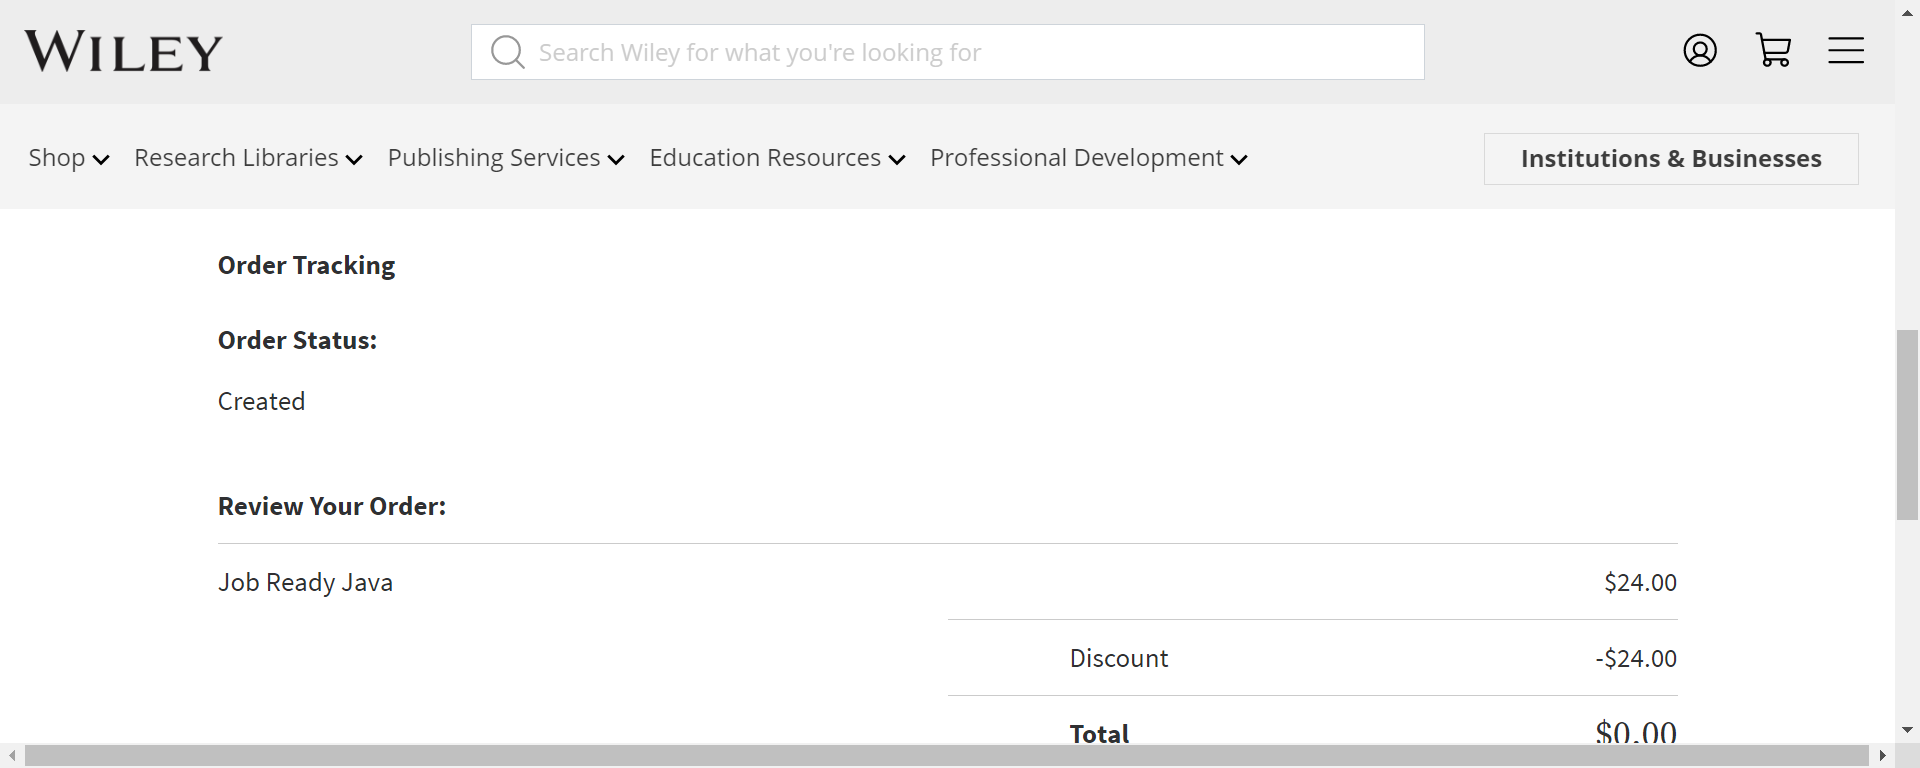 WILEY
Search Wiley for what you're looking for
Shop Research Libraries Publishing Services Education Resources Professional Development Institutions & Businesses
Order Tracking
Order Status:
Created
Review Your Order:
Job Ready Java $24.00
Discount -$24.00
Total $0.00